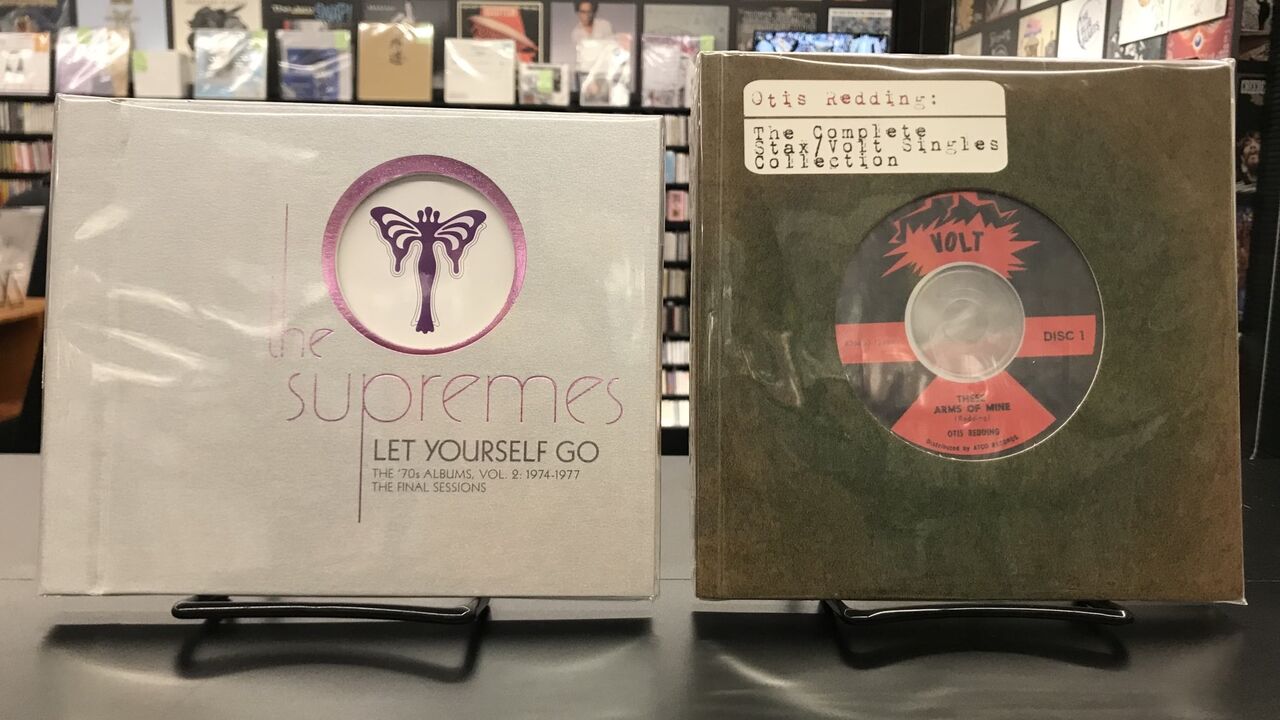 the
supremes
LET YOURSELF GO
THE '70s ALBUMS, VOL. 2: 1974-1977
THE FINAL SESSIONS
Otis Redding:
The Complete
Stax/Volt Singles
Collection
VOLT
DISC 1
THESE
ARMS OF MINE
(Redding)
OTIS REDDING
Distributed by ATCO RECORDS